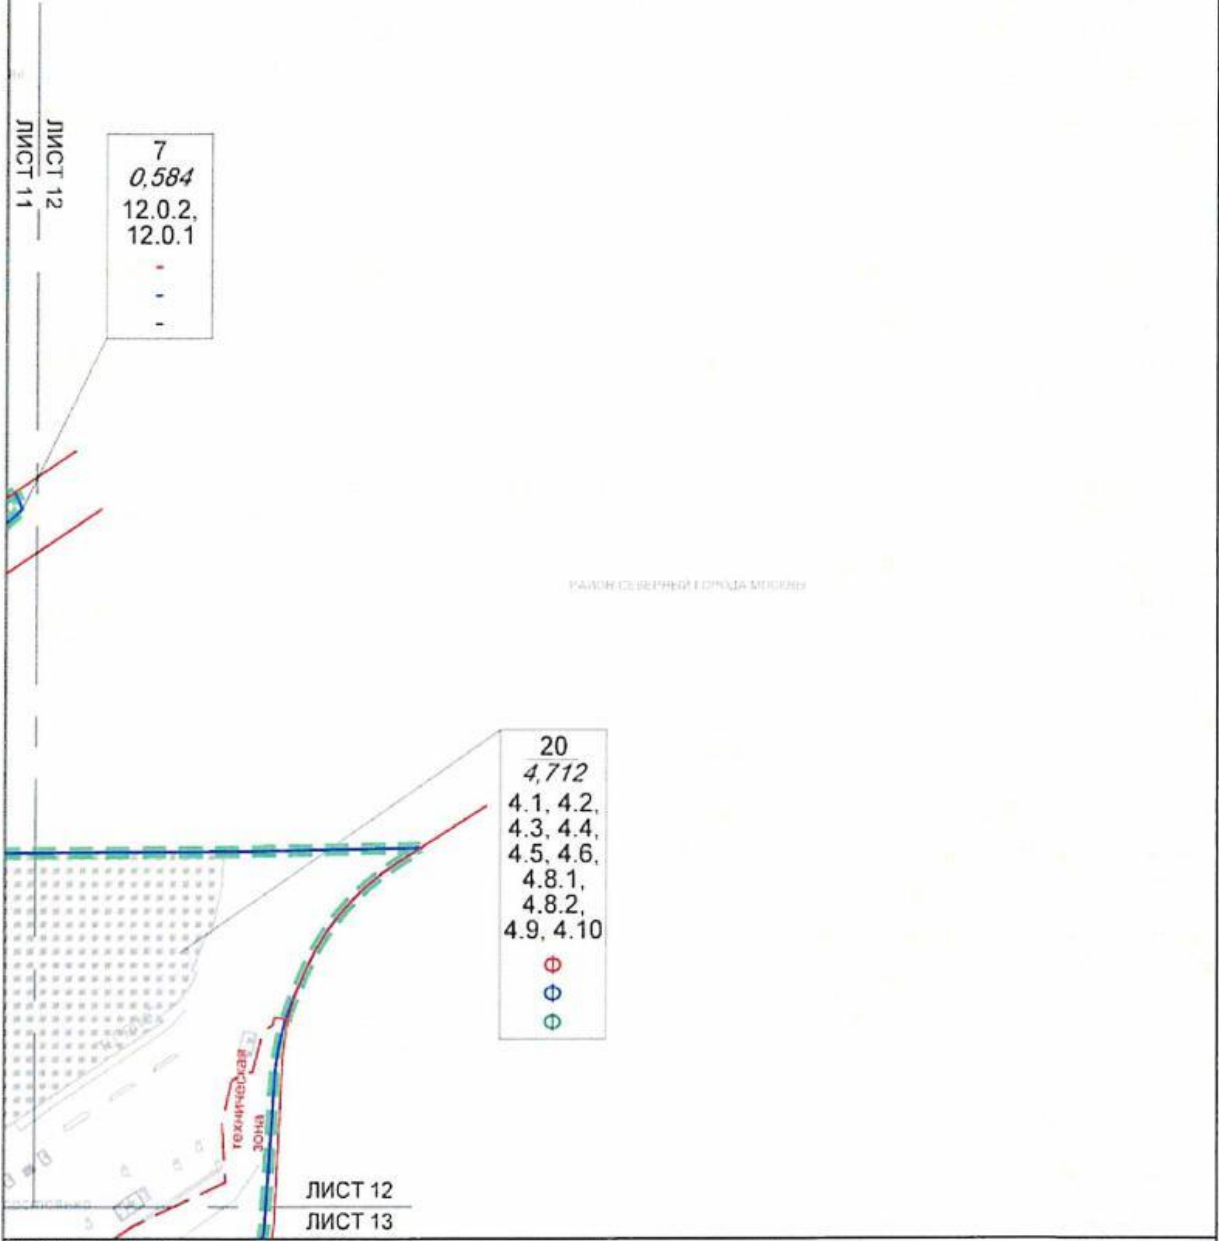 ЛИСТ 12
ЛИСТ 11
7
0,584
12.0.2,
12.0.1
-
-
-
РАЙОН СЕВЕРНЫЙ ГОРОДА МОСКВЫ
20
4,712
4.1, 4.2,
4.3, 4.4,
4.5, 4.6,
4.8.1,
4.8.2,
4.9, 4.10
Ф
Ф
Ф
техническая
зона
ЛИСТ 12
ЛИСТ 13